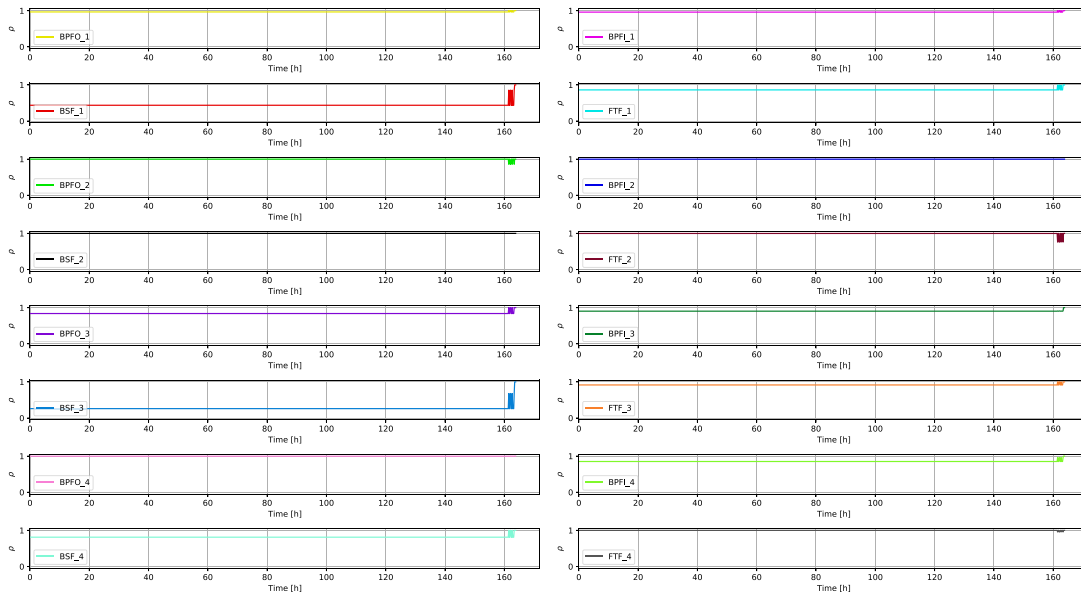 ρ
1
0
BPFO_1
0 20 40 60 80 100 120 140 160
Time [h]
ρ
1
0
BPFI_1
0 20 40 60 80 100 120 140 160
Time [h]
ρ
1
0
BSF_1
0 20 40 60 80 100 120 140 160
Time [h]
ρ
1
0
FTF_1
0 20 40 60 80 100 120 140 160
Time [h]
ρ
1
0
BPFO_2
0 20 40 60 80 100 120 140 160
Time [h]
ρ
1
0
BPFI_2
0 20 40 60 80 100 120 140 160
Time [h]
ρ
1
0
BSF_2
0 20 40 60 80 100 120 140 160
Time [h]
ρ
1
0
FTF_2
0 20 40 60 80 100 120 140 160
Time [h]
ρ
1
0
BPFO_3
0 20 40 60 80 100 120 140 160
Time [h]
ρ
1
0
BPFI_3
0 20 40 60 80 100 120 140 160
Time [h]
ρ
1
0
BSF_3
0 20 40 60 80 100 120 140 160
Time [h]
ρ
1
0
FTF_3
0 20 40 60 80 100 120 140 160
Time [h]
ρ
1
0
BPFO_4
0 20 40 60 80 100 120 140 160
Time [h]
ρ
1
0
BPFI_4
0 20 40 60 80 100 120 140 160
Time [h]
ρ
1
0
BSF_4
0 20 40 60 80 100 120 140 160
Time [h]
ρ
1
0
FTF_4
0 20 40 60 80 100 120 140 160
Time [h]